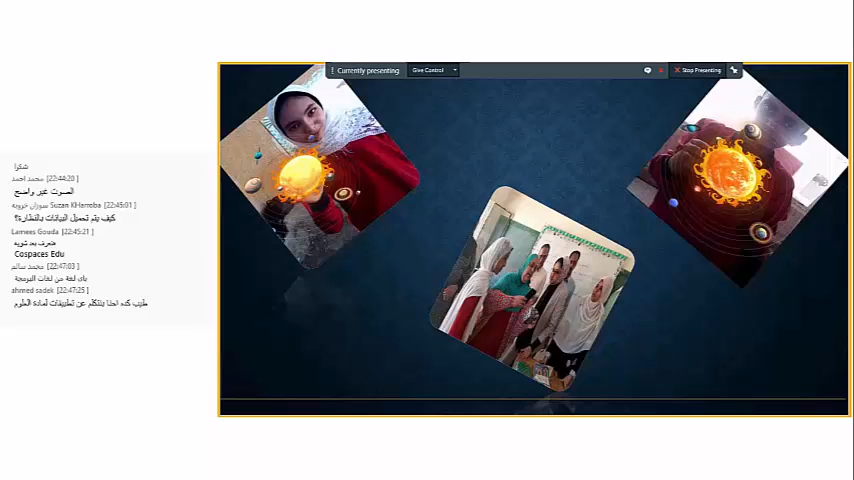 Currently presenting
Give Control
Stop Presenting
شكرا
محمد احمد [22:44:20 ]
الصوت غير واضح
سوزان خروبه Suzan KHarroba [22:45:01 ]
كيف يتم تحميل البيانات بالنظارة؟
Lamees Gouda [22:45:21 ]
هنعرف بعد شويه
Cospaces Edu
محمد سالم [22:47:03 ]
باى لغة من لغات البرمجة
ahmed sadek [22:47:25 ]
طيب كده احنا بنتكلم عن تطبيقات لمادة العلوم